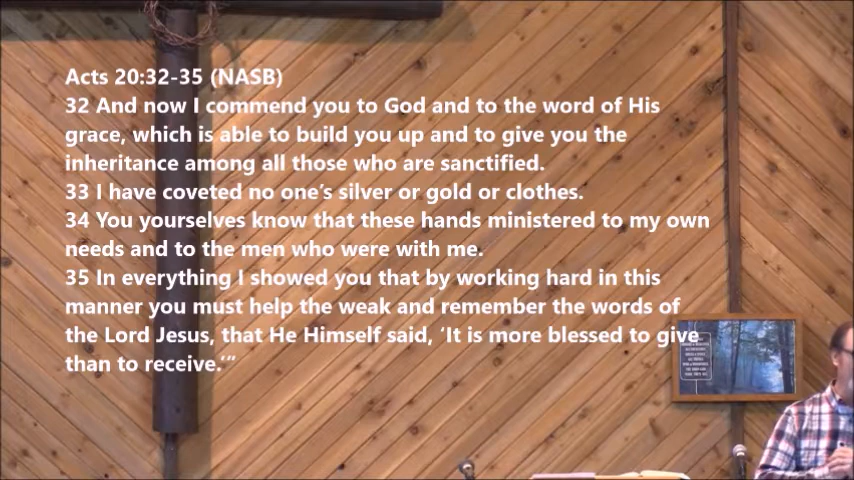 Acts 20:32-35 (NASB)
32 And now I commend you to God and to the word of His
grace, which is able to build you up and to give you the
inheritance among all those who are sanctified.
33 I have coveted no one’s silver or gold or clothes.
34 You yourselves know that these hands ministered to my own
needs and to the men who were with me.
35 In everything I showed you that by working hard in this
manner you must help the weak and remember the words of
the Lord Jesus, that He Himself said, ‘It is more blessed to give
than to receive.’”